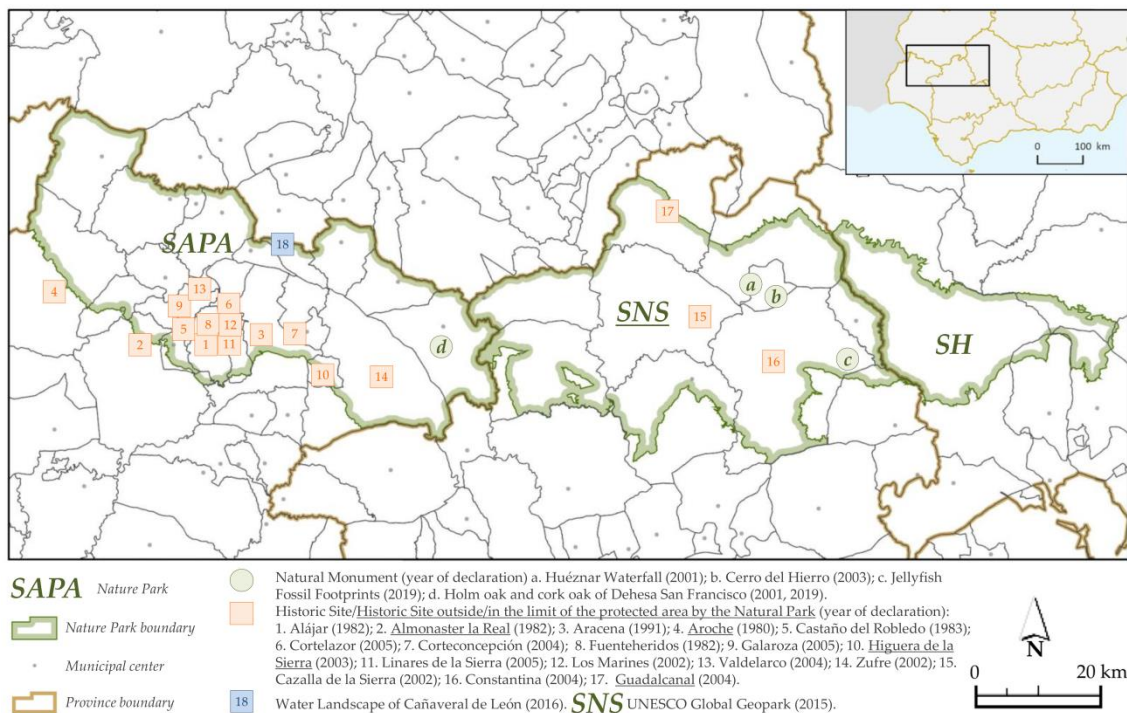 0 100 km
17
SAPA
18
4
13
9
6
a
b
SNS
15
5
8
12
3
7
2
1
11
d
SH
c
16
10
14
SAPA Nature Park
Nature Park boundary
Municipal center
Province boundary
Natural Monument (year of declaration) a. Huéznar Waterfall (2001); b. Cerro del Hierro (2003); c. Jellyfish
Fossil Footprints (2019); d. Holm oak and cork oak of Dehesa San Francisco (2001, 2019).
Historic Site/Historic Site outside/in the limit of the protected area by the Natural Park (year of declaration):
1. Alájar (1982); 2. Almonaster la Real (1982); 3. Aracena (1991); 4. Aroche (1980); 5. Castaño del Robledo (1983);
6. Cortelazor (2005); 7. Corteconcepción (2004); 8. Fuenteheridos (1982); 9. Galaroza (2005); 10. Higuera de la
Sierra (2003); 11. Linares de la Sierra (2005); 12. Los Marines (2002); 13. Valdelarco (2004); 14. Zufre (2002); 15.
Cazalla de la Sierra (2002); 16. Constantina (2004); 17. Guadalcanal (2004).
18 Water Landscape of Cañaveral de León (2016). SNS UNESCO Global Geopark (2015).
N
0 20 km